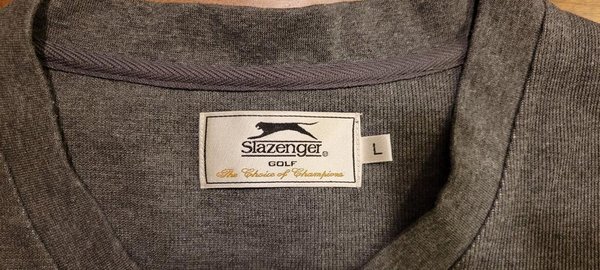 Slazenger®
GOLF
The Choice of Champions
L